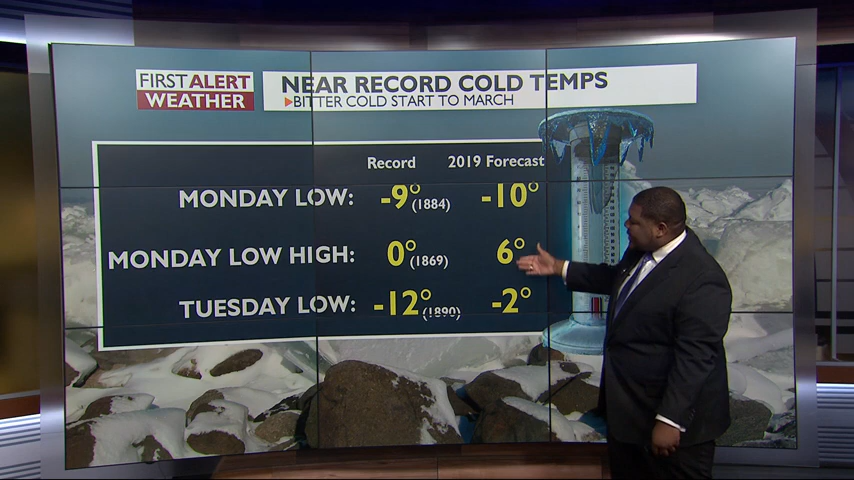 FIRST ALERT
WEATHER
NEAR RECORD COLD TEMPS
BITTER COLD START TO MARCH
Record 2019 Forecast
MONDAY LOW: -9° (1884) -10°
MONDAY LOW HIGH: 0° (1869) 6°
TUESDAY LOW: -12° (1890) -2°